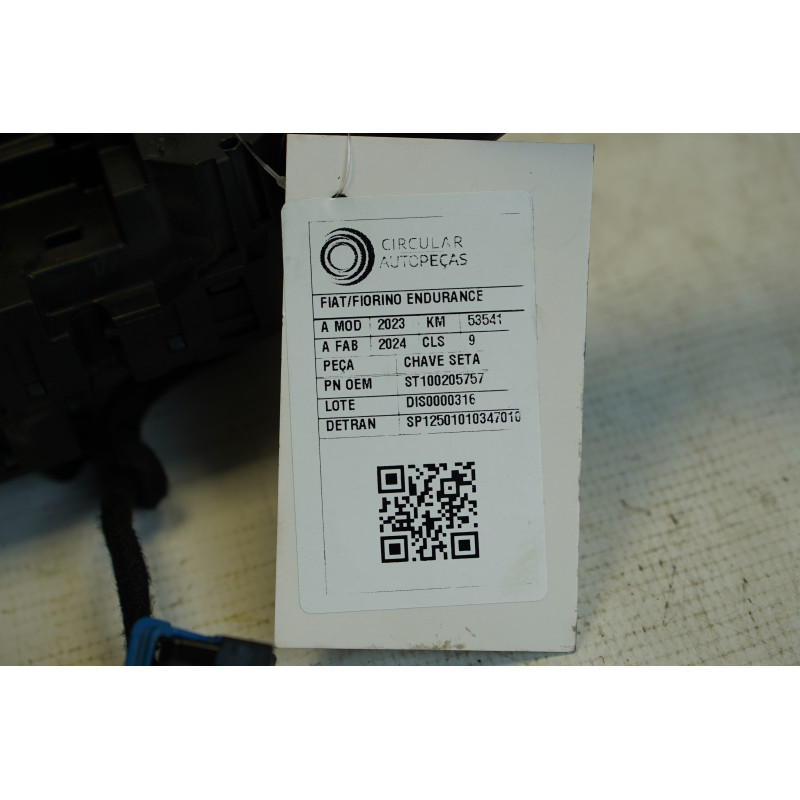 CIRCULAR
AUTOPEÇAS
FIAT/FIORINO ENDURANCE
A MOD 2023 KM 53541
A FAB 2024 CLS 9
PEÇA CHAVE SETA
PN OEM ST100205757
LOTE DIS0000316
DETRAN SP12501010347010